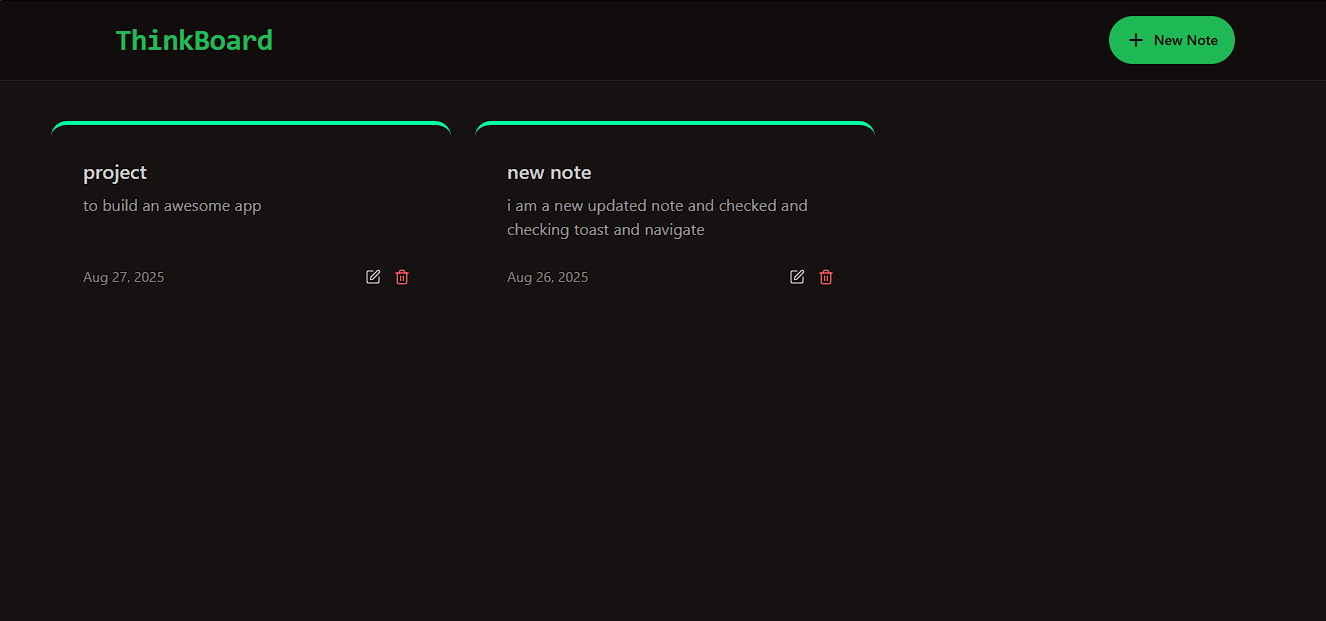 ThinkBoard
New Note
project
to build an awesome app
Aug 27, 2025
new note
i am a new updated note and checked and
checking toast and navigate
Aug 26, 2025